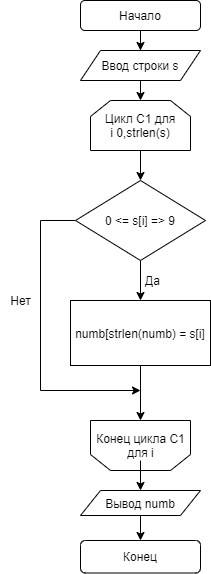 Начало
Ввод строки s
Цикл C1 для
i 0,strlen(s)
0 <= s[i] => 9
Да
Нет
numb[strlen(numb) = s[i]
Конец цикла C1
для i
Вывод numb
Конец